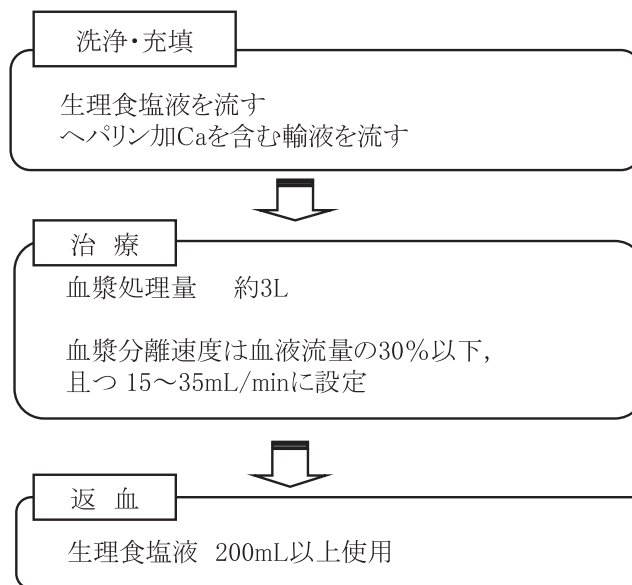 洗浄・充填
生理食塩液を流す
ヘパリン加Caを含む輸液を流す
治 療
血漿処理量　約3L
血漿分離速度は血液流量の30%以下,
且つ 15～35mL/minに設定
返 血
生理食塩液 200mL以上使用